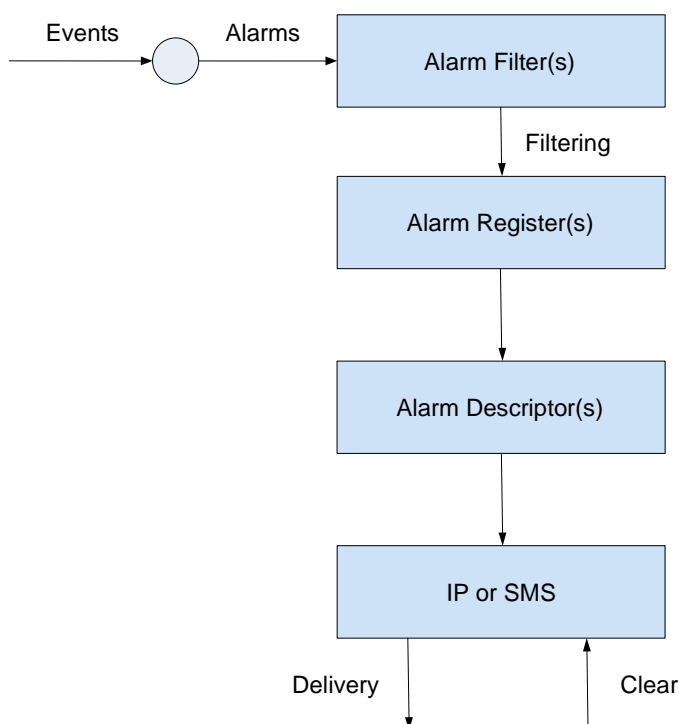 Events
Alarms
Alarm Filter(s)
Filtering
Alarm Register(s)
Alarm Descriptor(s)
IP or SMS
Delivery
Clear